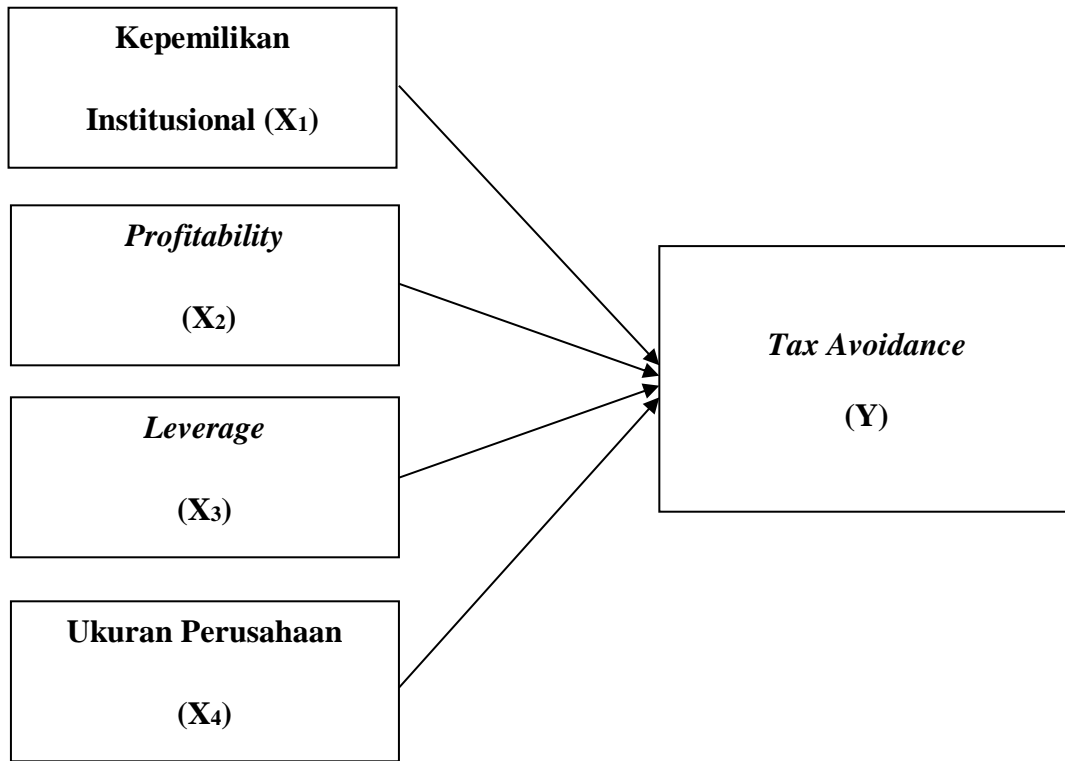 Kepemilikan
Institusional (X₁)
Profitability
(X₂)
Leverage
(X₃)
Ukuran Perusahaan
(X₄)
Tax Avoidance
(Y)